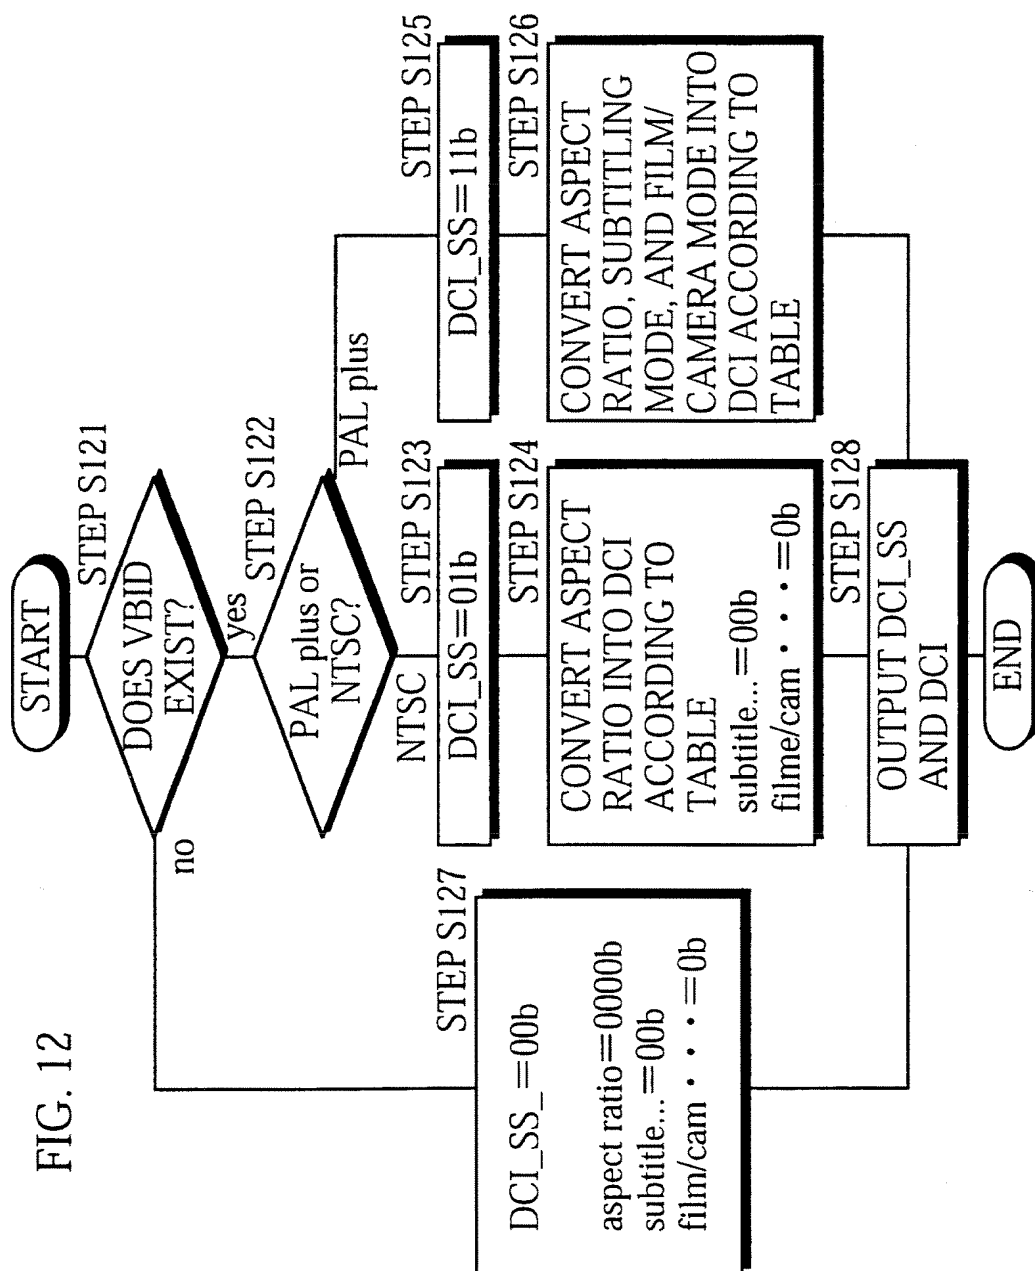 FIG. 12
START
STEP S121
DOES VBID
EXIST?
no
yes
STEP S122
PAL plus or
NTSC?
NTSC
PAL plus
STEP S123
DCI_SS=01b
STEP S124
CONVERT ASPECT
RATIO INTO DCI
ACCORDING TO
TABLE
subtitle...=00b
filme/cam・・・・=0b
STEP S125
DCI_SS=11b
STEP S126
CONVERT ASPECT
RATIO, SUBTITLING
MODE, AND FILM/
CAMERA MODE INTO
DCI ACCORDING TO
TABLE
STEP S127
DCI_SS_=00b
aspect ratio=0000b
subtitle...=00b
film/cam・・・・=0b
STEP S128
OUTPUT DCI_SS
AND DCI
END